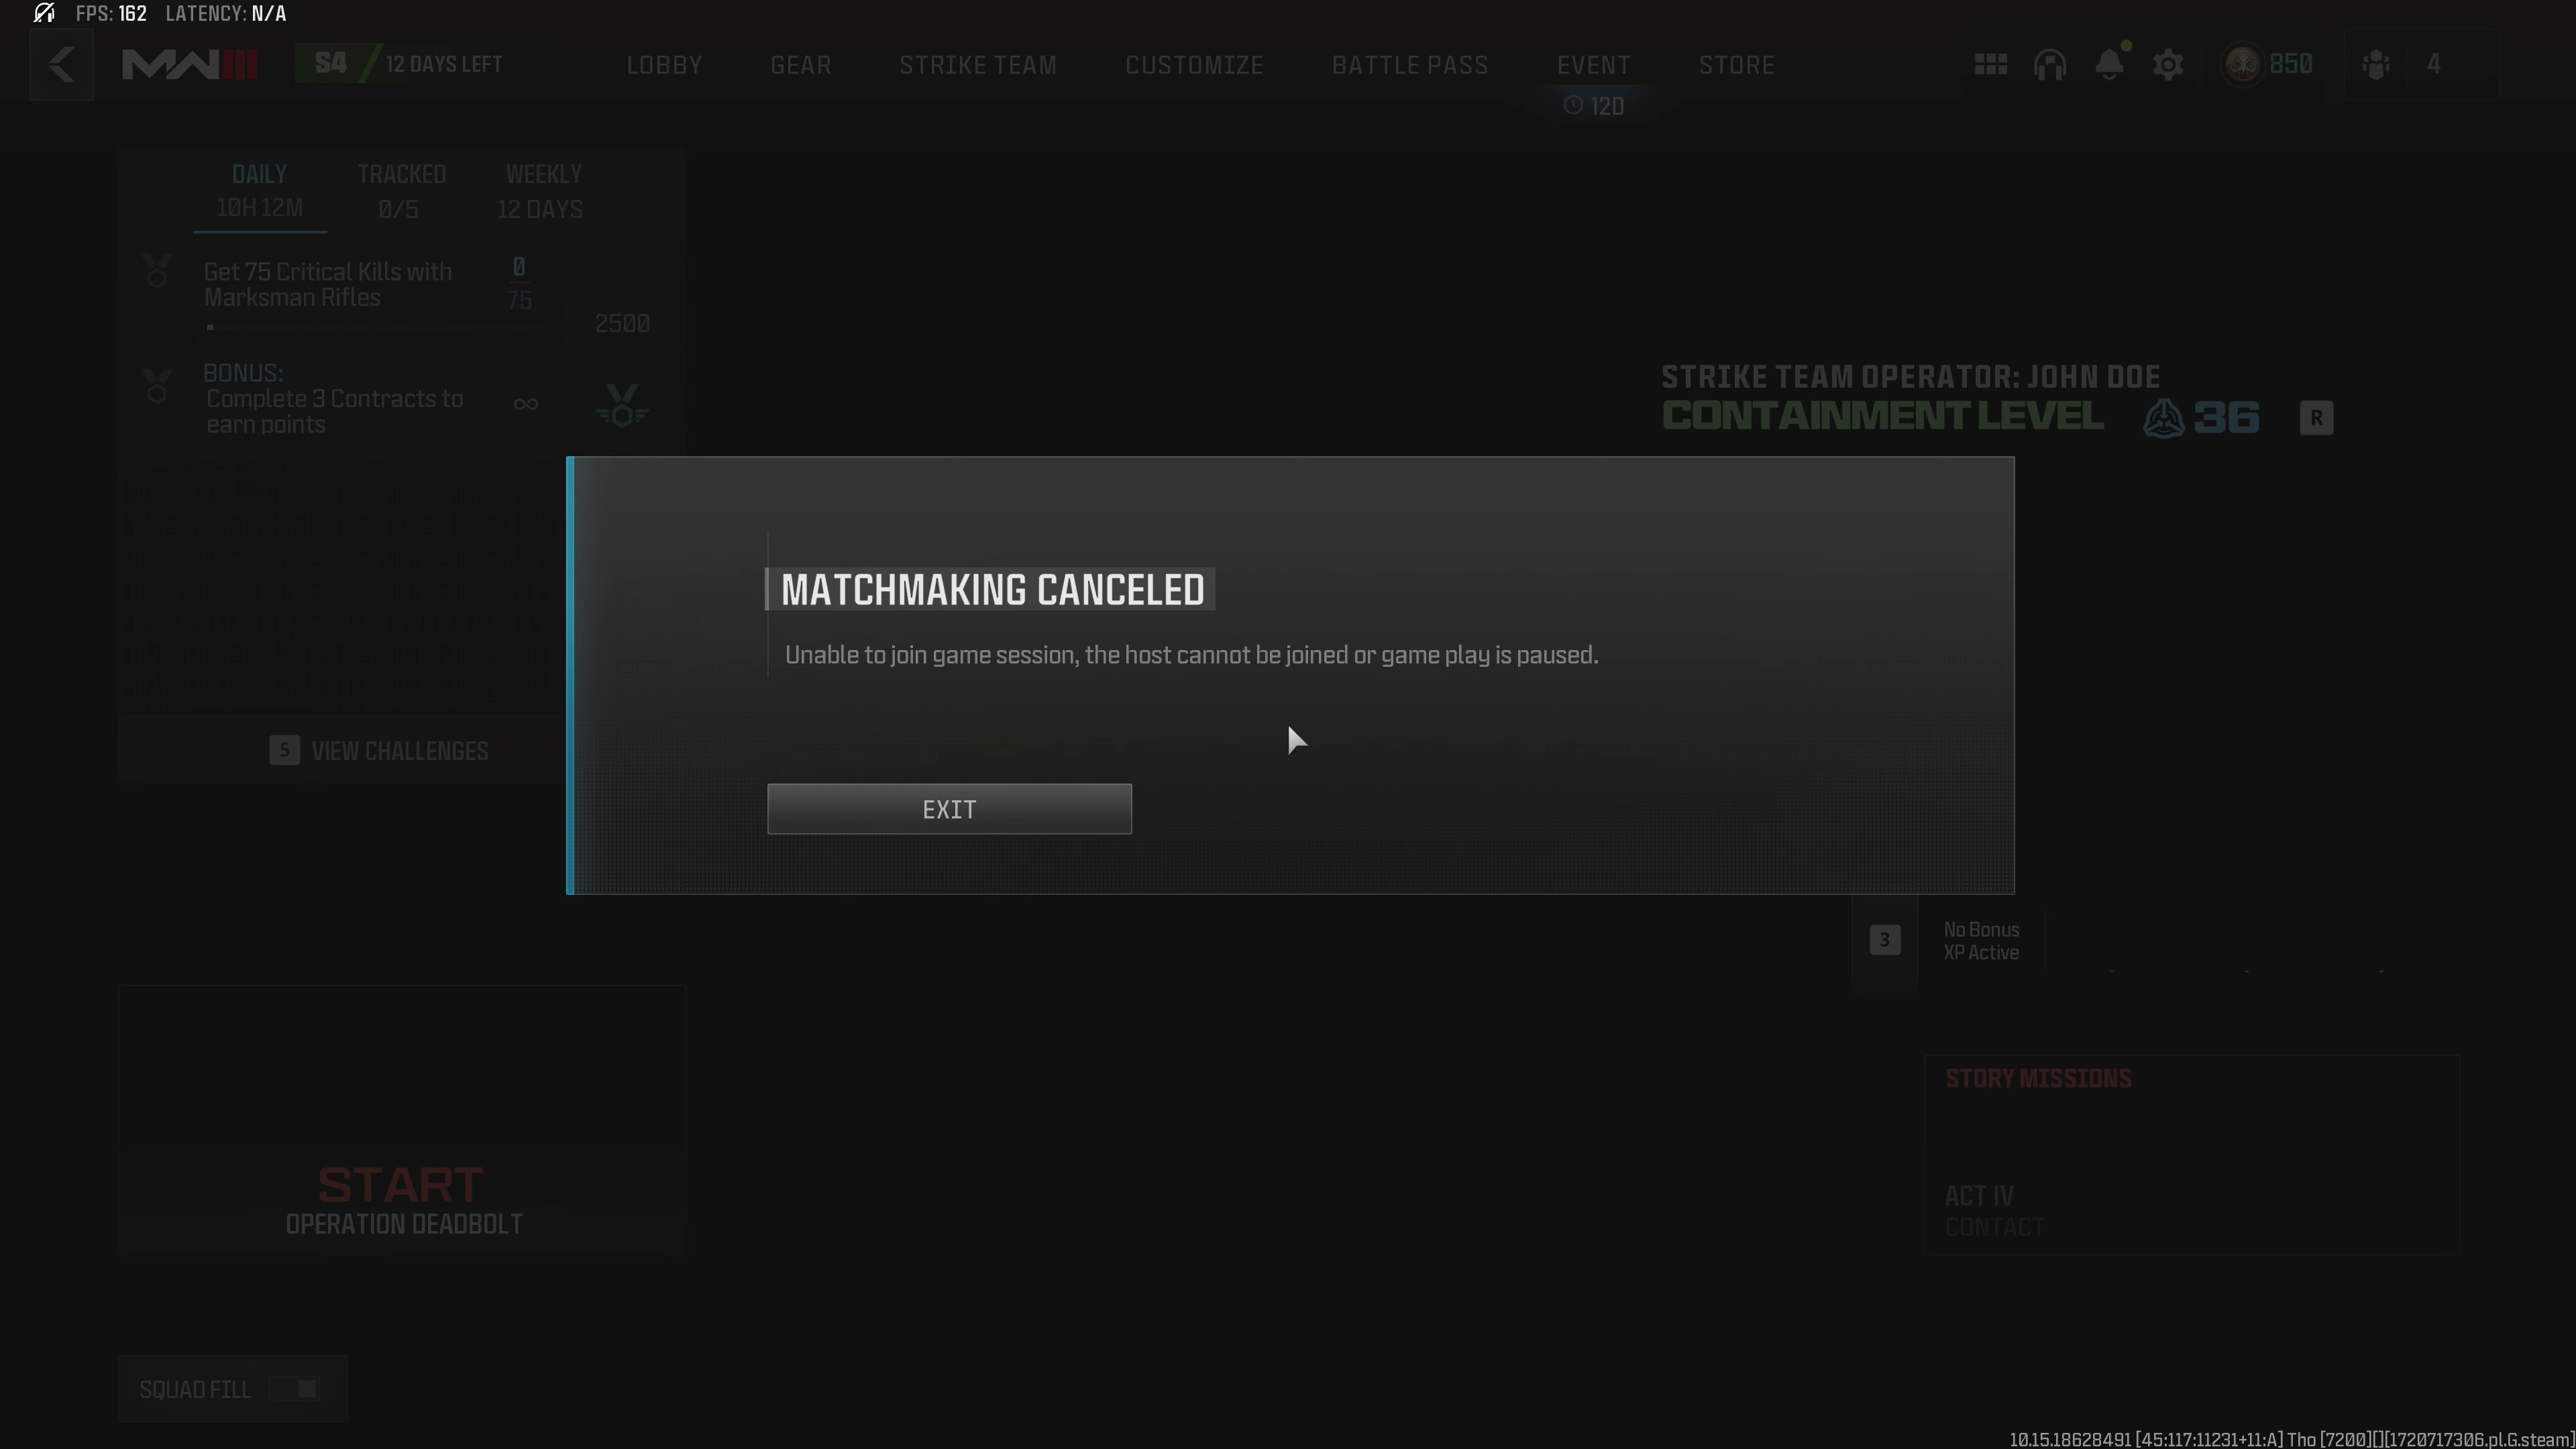 FPS: 162 LATENCY: N/A
MWIII S4 12 DAYS LEFT LOBBY GEAR STRIKE TEAM CUSTOMIZE BATTLE PASS EVENT STORE 850 4
12D
DAILY TRACKED WEEKLY
10H 12M 0/5 12 DAYS
Get 75 Critical Kills with
Marksman Rifles
0
75
2500
BONUS:
Complete 3 Contracts to
earn points
∞
5 VIEW CHALLENGES
STRIKE TEAM OPERATOR: JOHN DOE
CONTAINMENT LEVEL 36 R
MATCHMAKING CANCELED
Unable to join game session, the host cannot be joined or game play is paused.
EXIT
3
No Bonus
XP Active
START
OPERATION DEADBOLT
STORY MISSIONS
ACT IV
CONTACT
SQUAD FILL
10.15.18628491 [45:117:11231+11:A] Tho [7200][][1720717306.pl.G.steam]